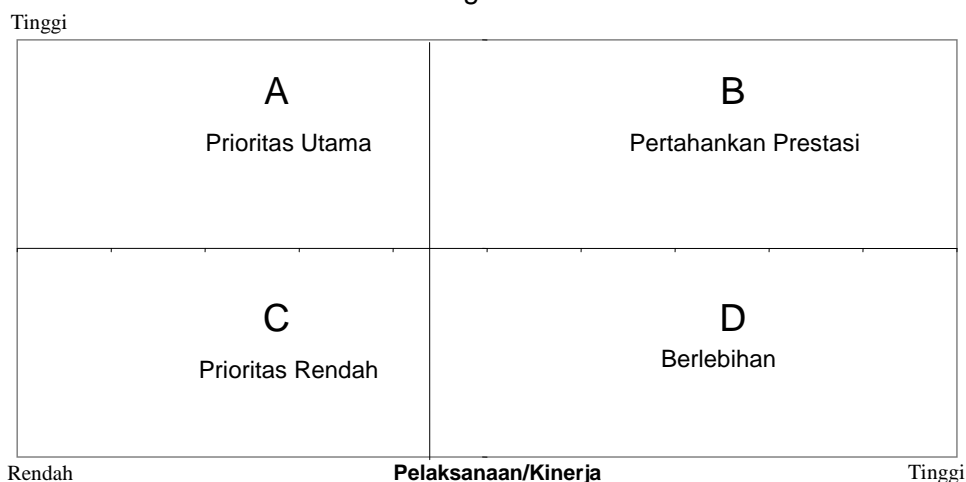 Tinggi
A
B
Prioritas Utama
Pertahankan Prestasi
C
D
Prioritas Rendah
Berlebihan
Rendah
Pelaksanaan/Kinerja
Tinggi